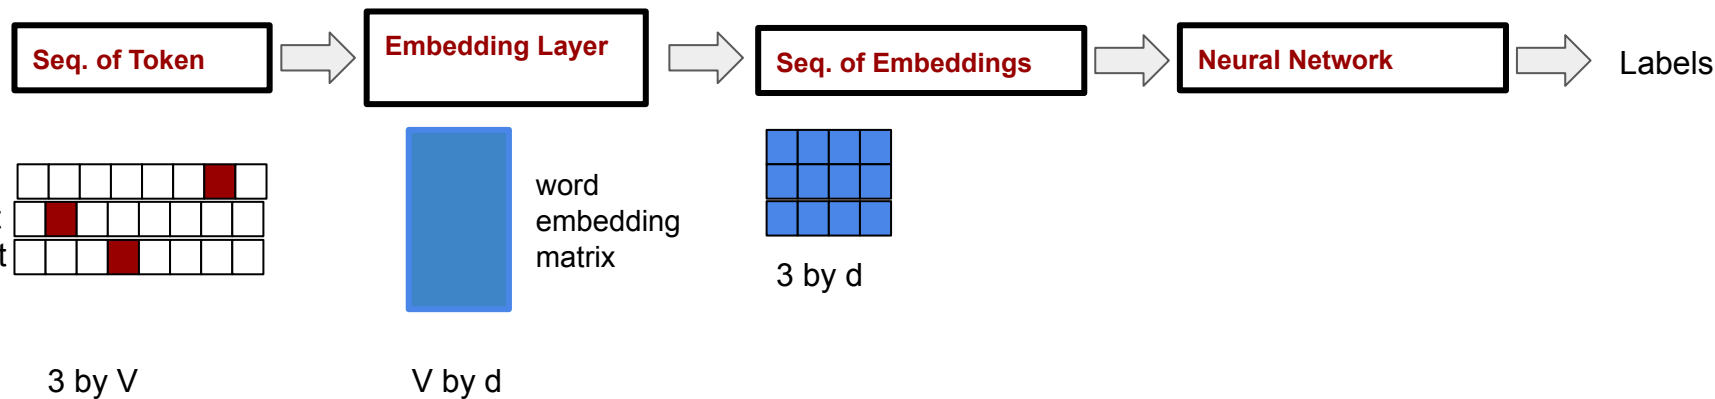 Seq. of Token
Embedding Layer
Seq. of Embeddings
Neural Network
Labels
word
embedding
matrix
3 by d
3 by V
V by d